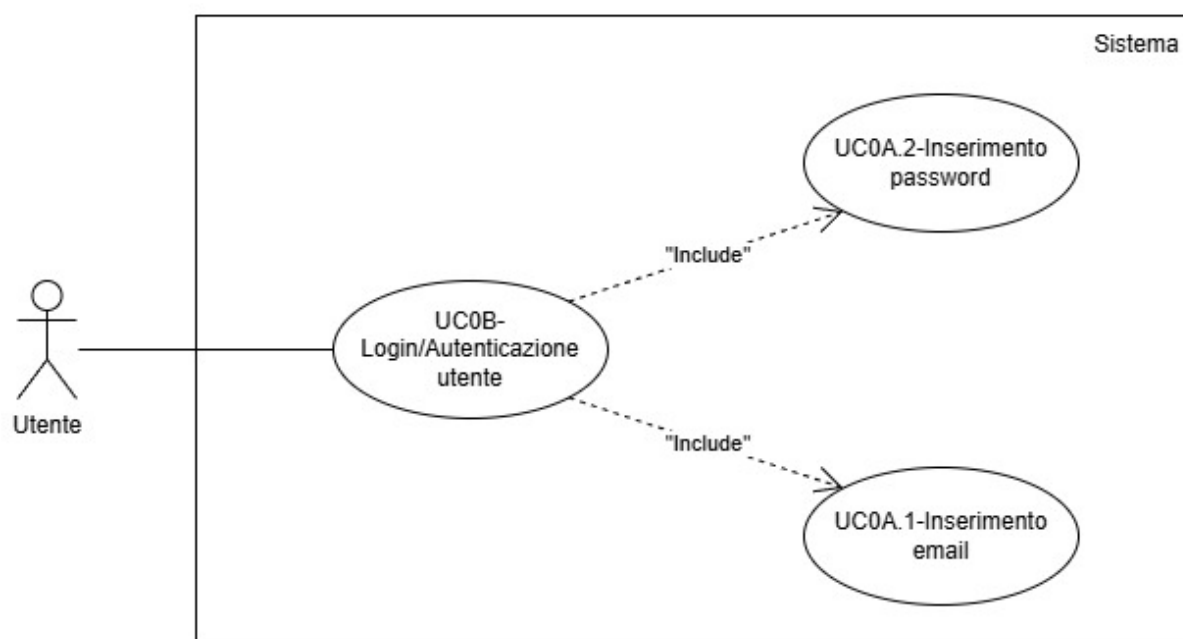 Sistema
UC0A.2-Inserimento
password
"Include"
UC0B-
Login/Autenticazione
utente
Utente
"Include"
UC0A.1-Inserimento
email